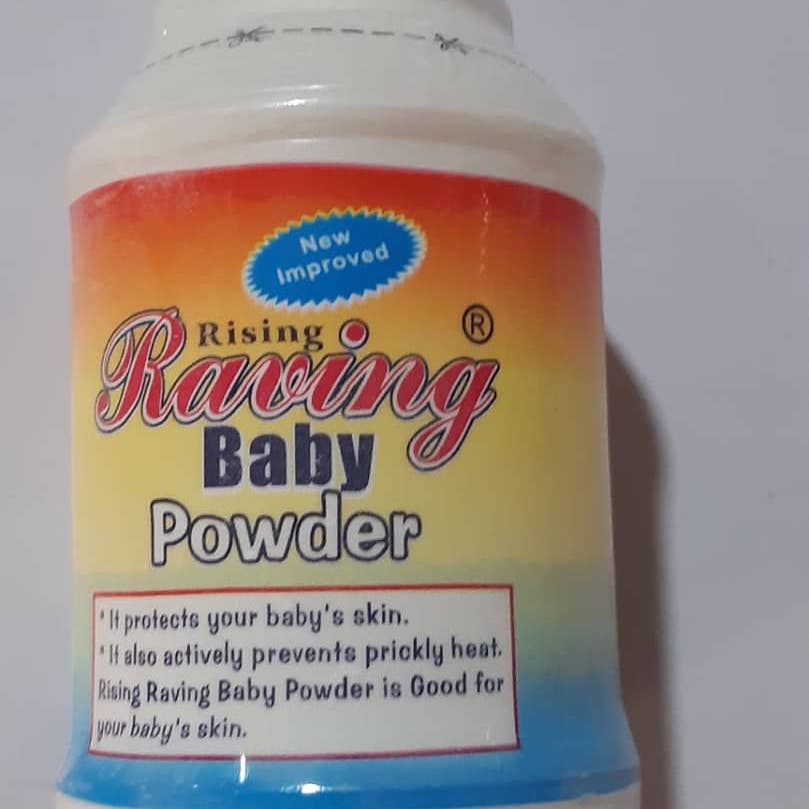 New
Improved
Rising ®
Raving
Baby
Powder
* It protects your baby's skin.
* It also actively prevents prickly heat.
Rising Raving Baby Powder is Good for
your baby's skin.